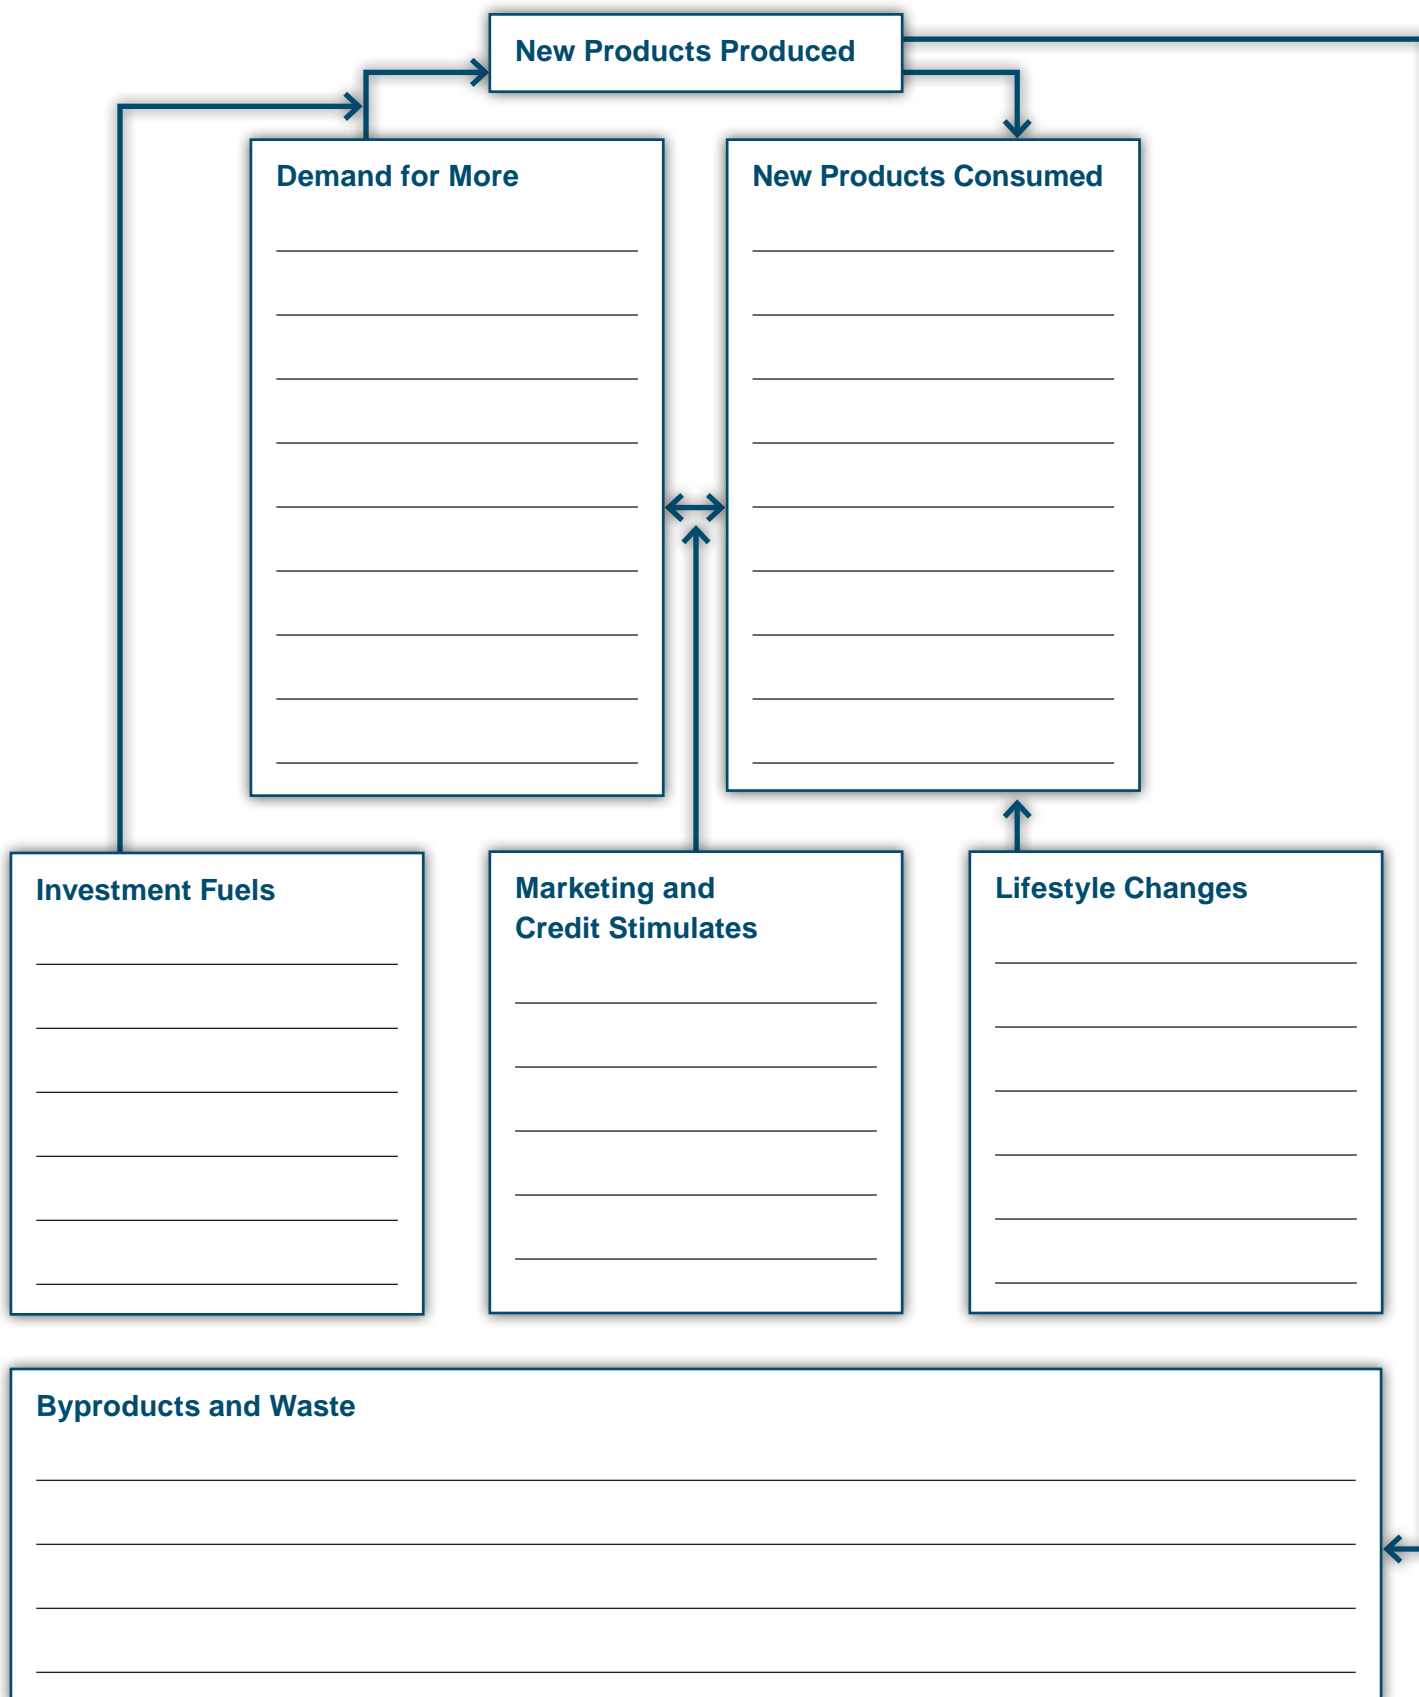 New Products Produced
Demand for More
New Products Consumed
Investment Fuels
Marketing and
Credit Stimulates
Lifestyle Changes
Byproducts and Waste